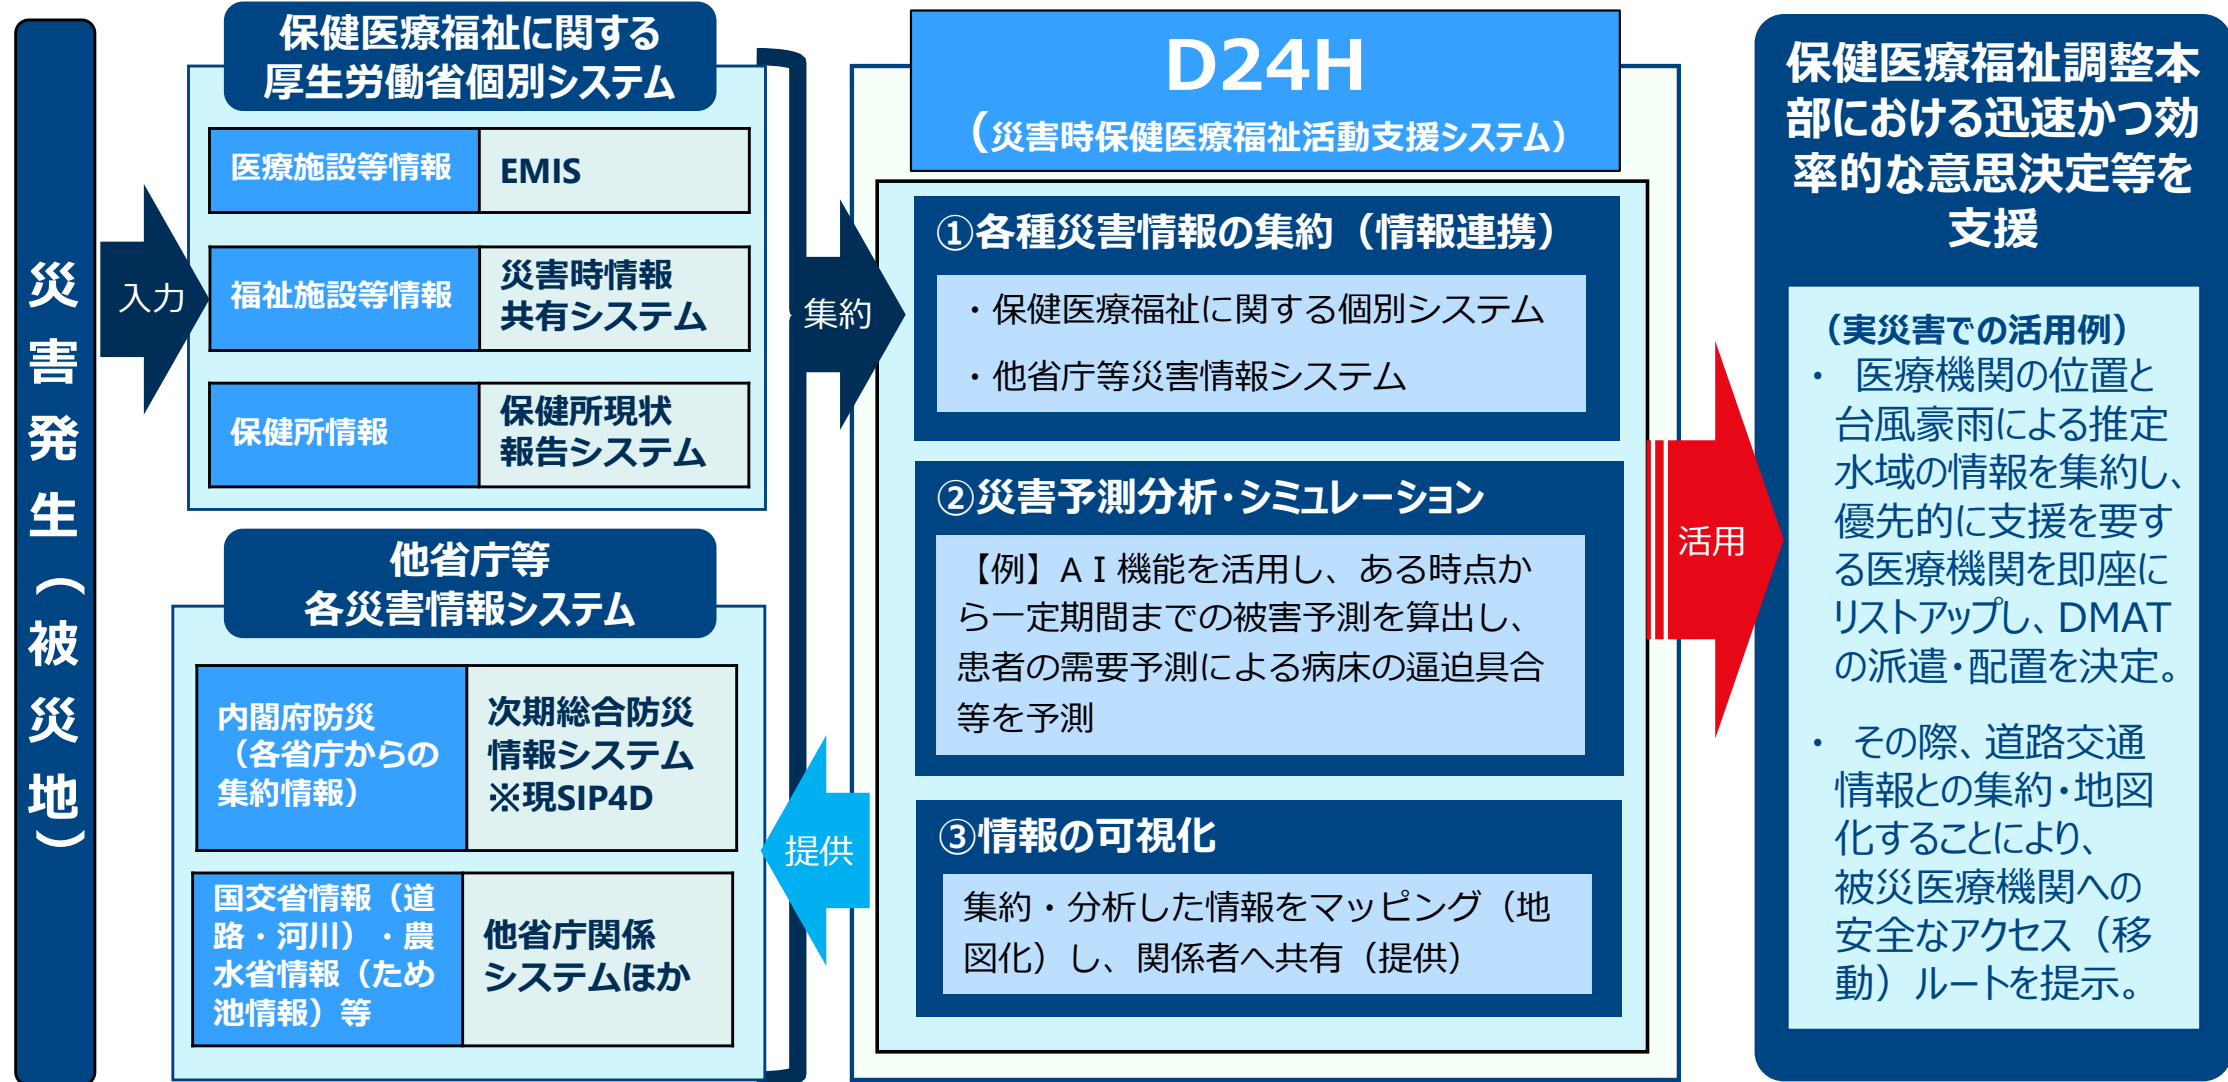 災害発生（被災地）
入力
保健医療福祉に関する
厚生労働省個別システム
医療施設等情報
EMIS
福祉施設等情報
災害時情報
共有システム
保健所情報
保健所現状
報告システム
他省庁等
各災害情報システム
内閣府防災
（各省庁からの
集約情報）
次期総合防災
情報システム
※現SIP4D
国交省情報（道
路・河川）・農
水省情報（ため
池情報）等
他省庁関係
システムほか
集約
提供
D24H
（災害時保健医療福祉活動支援システム）
①各種災害情報の集約（情報連携）
・保健医療福祉に関する個別システム
・他省庁等災害情報システム
②災害予測分析・シミュレーション
【例】ＡＩ機能を活用し、ある時点か
ら一定期間までの被害予測を算出し、
患者の需要予測による病床の逼迫具合
等を予測
③情報の可視化
集約・分析した情報をマッピング（地
図化）し、関係者へ共有（提供）
活用
保健医療福祉調整本
部における迅速かつ効
率的な意思決定等を
支援
（実災害での活用例）
・ 医療機関の位置と
台風豪雨による推定
水域の情報を集約し、
優先的に支援を要す
る医療機関を即座に
リストアップし、DMAT
の派遣・配置を決定。
・ その際、道路交通
情報との集約・地図
化することにより、
被災医療機関への
安全なアクセス（移
動）ルートを提示。